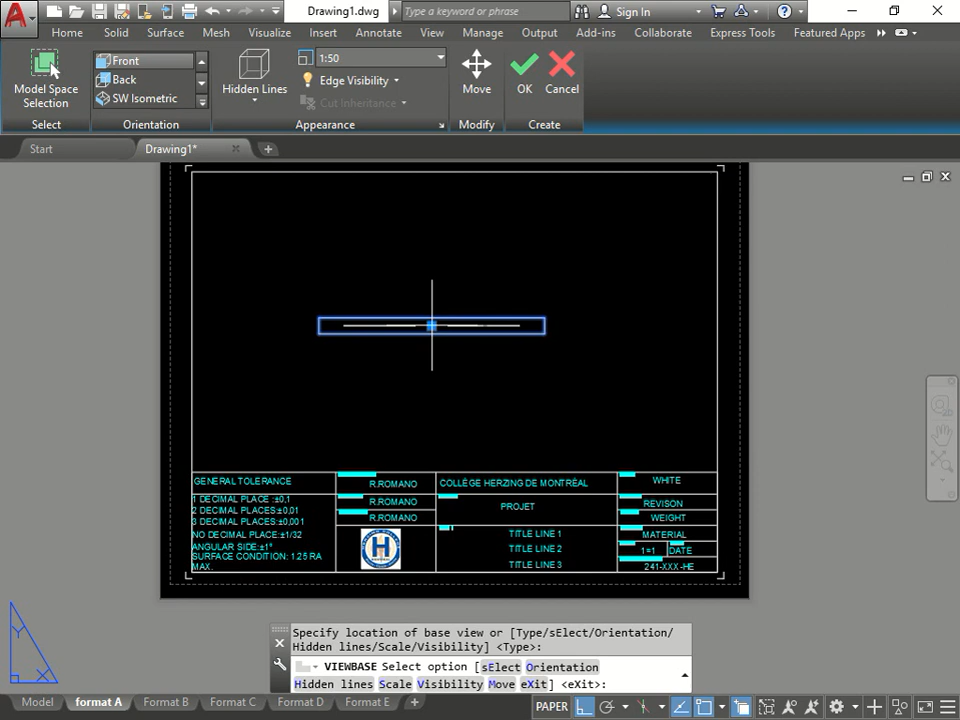 A
Drawing1.dwg
Type a keyword or phrase
Sign In
Home
Solid
Surface
Mesh
Visualize
Insert
Annotate
View
Manage
Output
Add-ins
Collaborate
Express Tools
Featured Apps
Model Space Selection
Front
Back
SW Isometric
Hidden Lines
1:50
Edge Visibility
Cut Inheritance
Move
OK
Cancel
Select
Orientation
Appearance
Modify
Create
Start
Drawing1*
GENERAL TOLERANCE
1 DECIMAL PLACE :±0,1
2 DECIMAL PLACES:±0,01
3 DECIMAL PLACES:±0,001
NO DECIMAL PLACE:±1/32
ANGULAR SIDE:±1°
SURFACE CONDITION: 1.25 RA
MAX.
R.ROMANO
R.ROMANO
R.ROMANO
H
COLLÈGE HERZING DE MONTRÉAL
PROJET
TITLE LINE 1
TITLE LINE 2
TITLE LINE 3
WHITE
REVISON
WEIGHT
MATERIAL
1=1
DATE
241-XXX-HE
Y
X
Specify location of base view or [Type/sElect/Orientation/
Hidden lines/Scale/Visibility] <Type>:
VIEWBASE Select option [sElect Orientation
Hidden lines Scale Visibility Move eXit] <eXit>:
Model
format A
Format B
Format C
Format D
Format E
PAPER